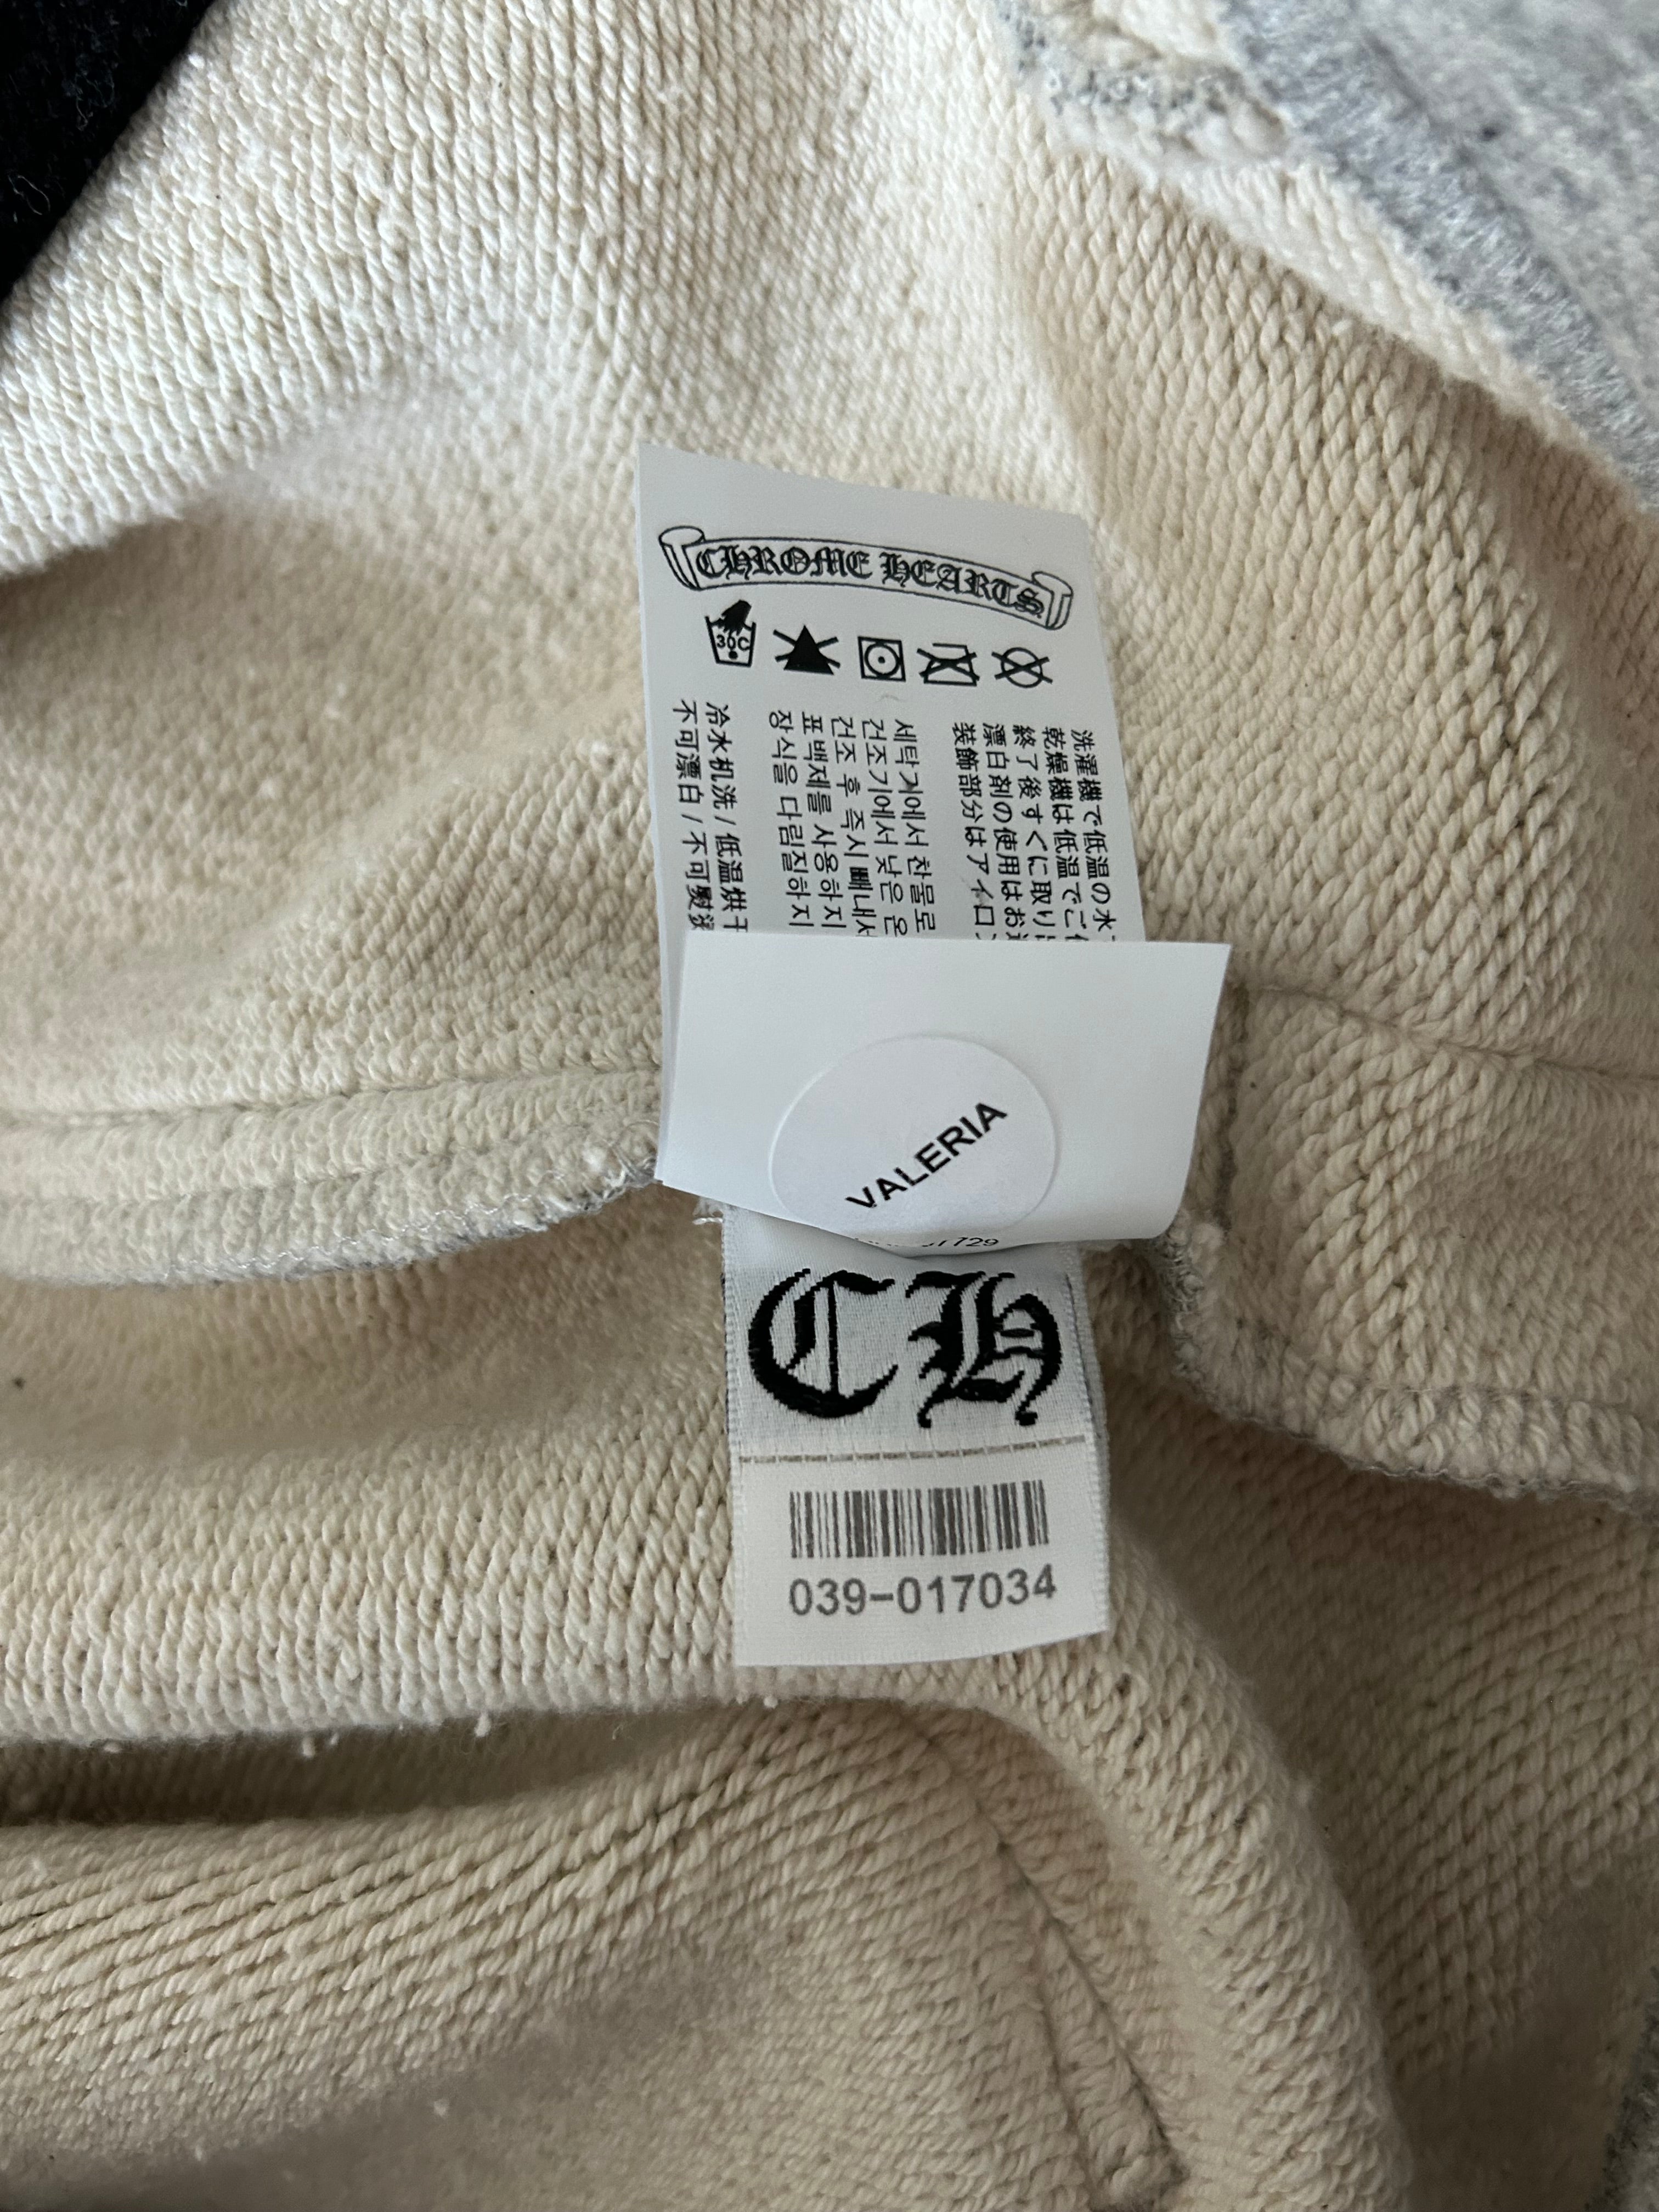 CHROME HEARTS
30C
洗濯機で低温の水
乾燥機は低温でご
終了後すぐに取り
漂白剤の使用はお
装飾部分はアイロ
세탁기에서 찬물로
건조기에서 낮은 온
건조 후 즉시 빼내서
표백제를 사용하지
장식을 다림질하지
冷水机洗 / 低温烘干
不可漂白 / 不可熨烫
VALERIA
1729
CH
039-017034